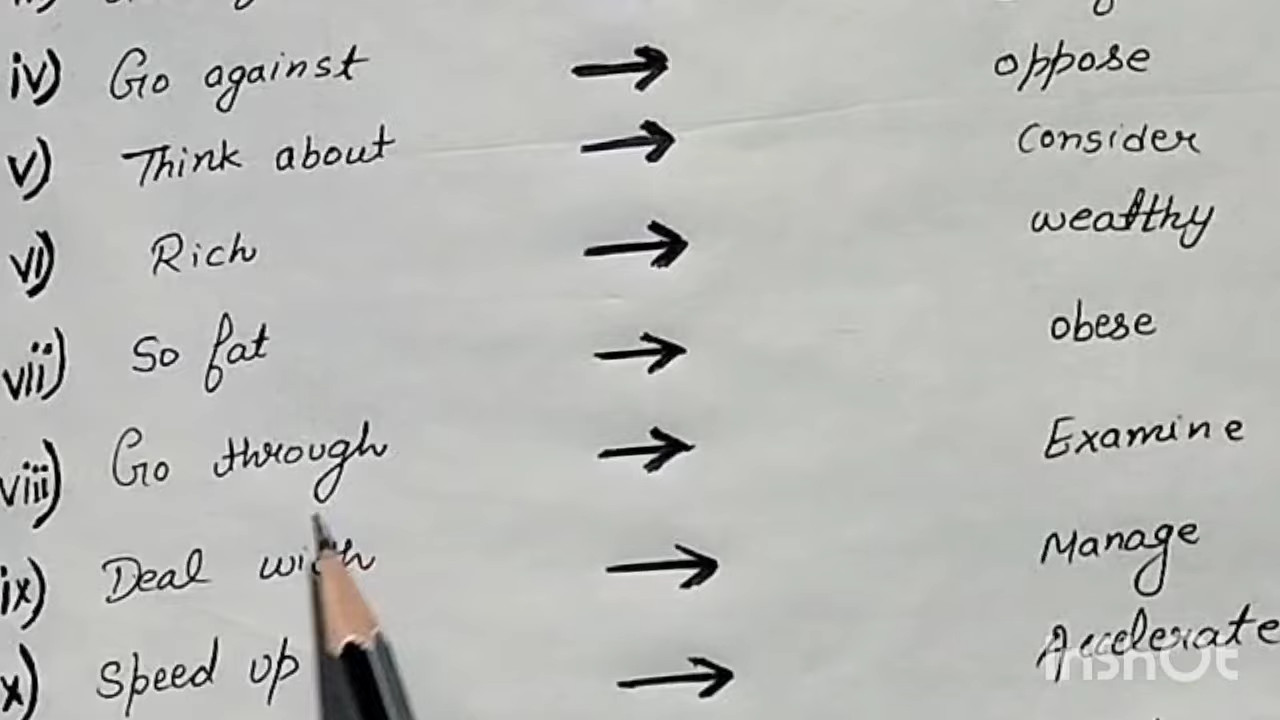 iv) Go against → oppose
v) Think about → Consider
vi) Rich → wealthy
vii) So fat → obese
viii) Go through → Examine
ix) Deal with → Manage
x) Speed up → Accelerate
InShOt